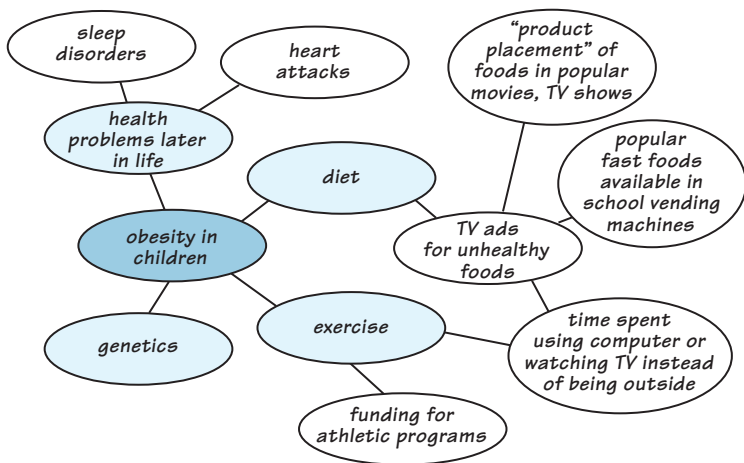 sleep
disorders
heart
attacks
“product
placement” of
foods in popular
movies, TV shows
health
problems later
in life
popular
fast foods
available in
school vending
machines
diet
TV ads
for unhealthy
foods
obesity in
children
genetics
exercise
time spent
using computer or
watching TV instead
of being outside
funding for
athletic programs